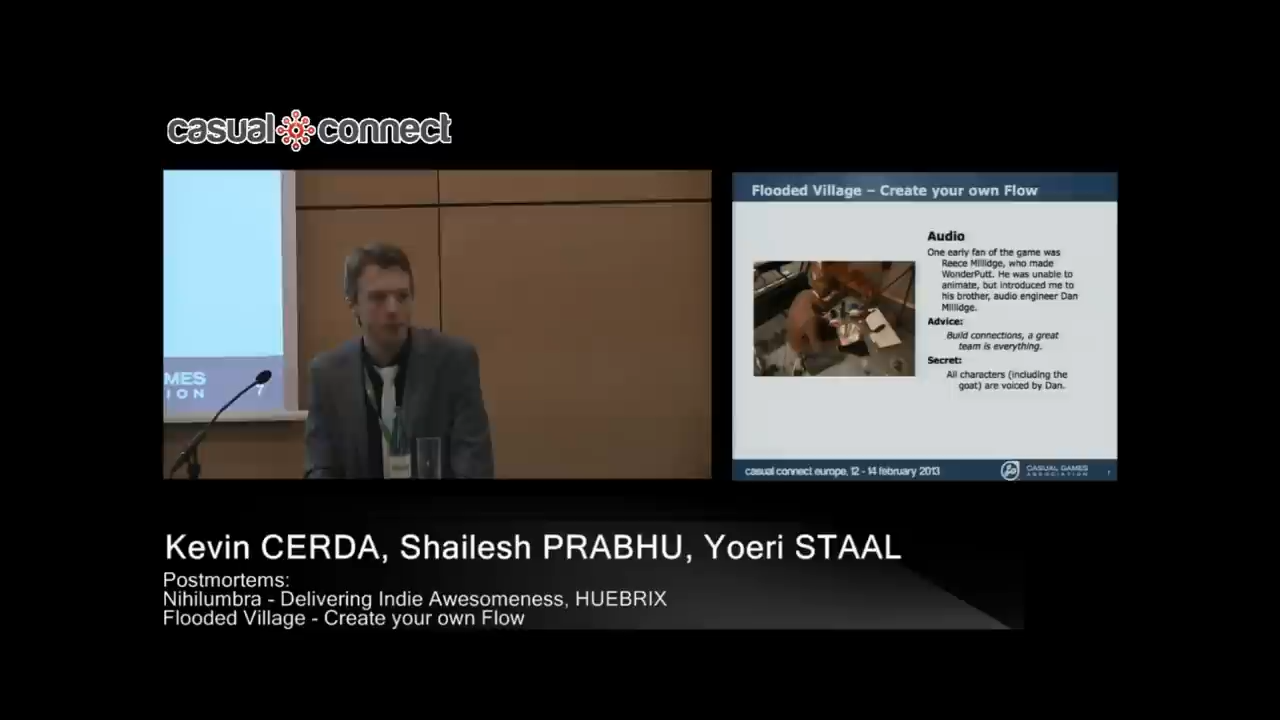 casual connect
MES
ION
7
Flooded Village – Create your own Flow
Audio
One early fan of the game was
Reece Millidge, who made
WonderPutt. He was unable to
animate, but introduced me to
his brother, audio engineer Dan
Millidge.
Advice:
Build connections, a great
team is everything.
Secret:
All characters (including the
goat) are voiced by Dan.
casual connect europe, 12 - 14 february 2013
CASUAL GAMES
ASSOCIATION
Kevin CERDA, Shailesh PRABHU, Yoeri STAAL
Postmortems:
Nihilumbra - Delivering Indie Awesomeness, HUEBRIX
Flooded Village - Create your own Flow